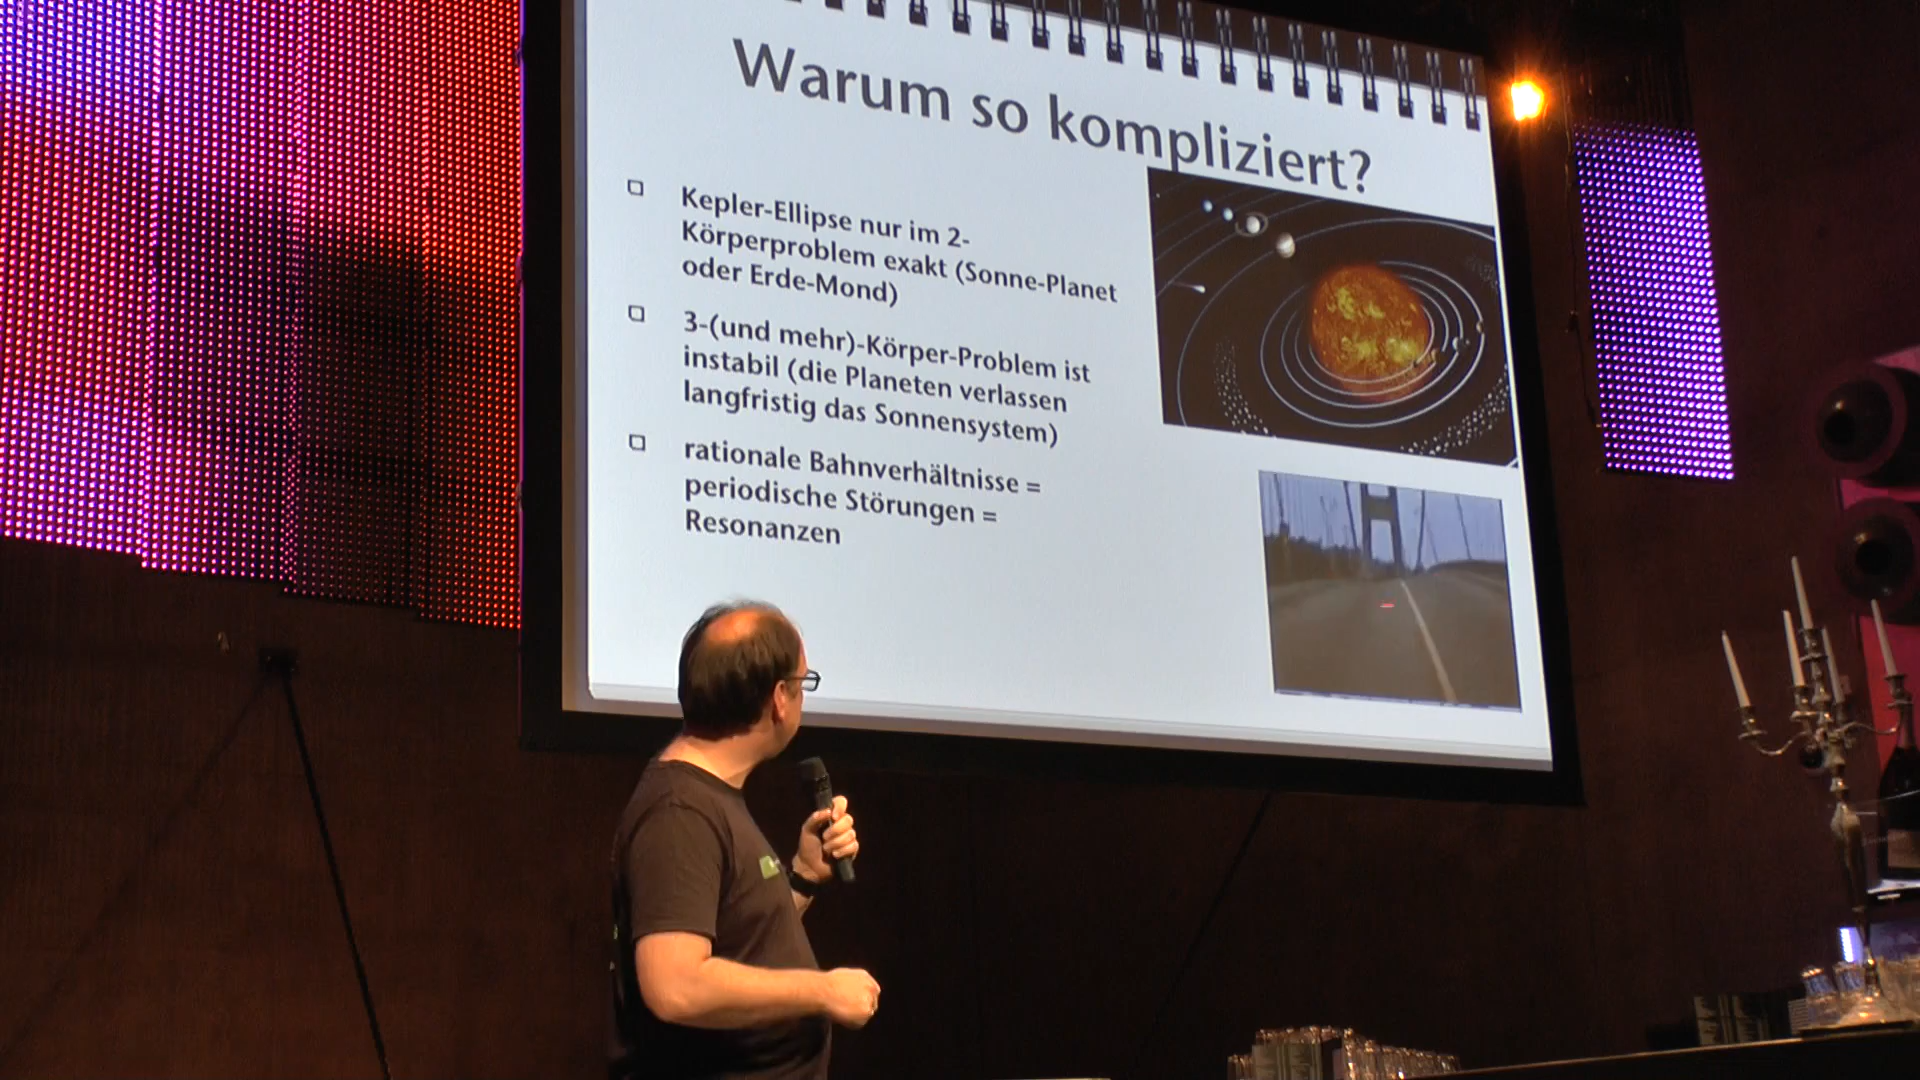 Warum so kompliziert?
Kepler-Ellipse nur im 2-
Körperproblem exakt (Sonne-Planet
oder Erde-Mond)
3-(und mehr)-Körper-Problem ist
instabil (die Planeten verlassen
langfristig das Sonnensystem)
rationale Bahnverhältnisse =
periodische Störungen =
Resonanzen